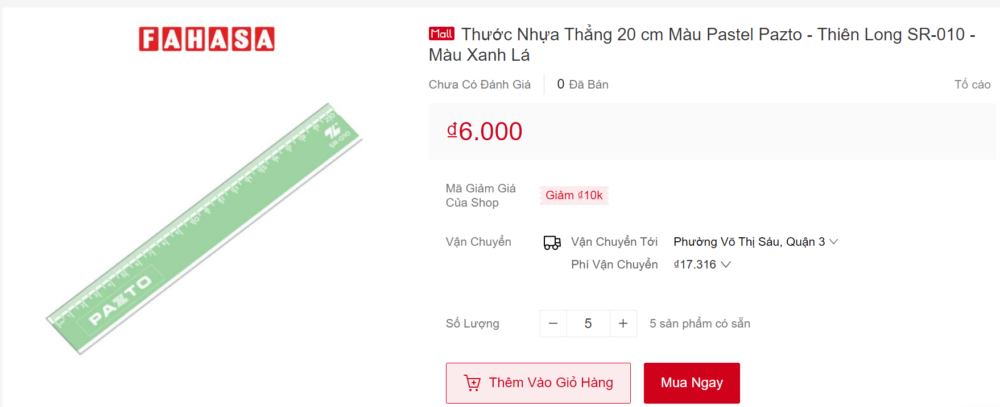 FAHASA
Mall Thước Nhựa Thẳng 20 cm Màu Pastel Pazto - Thiên Long SR-010 -
Màu Xanh Lá
Chưa Có Đánh Giá 0 Đã Bán Tố cáo
₫6.000
Mã Giảm Giá
Của Shop
Giảm ₫10k
Vận Chuyển Vận Chuyển Tới Phường Võ Thị Sáu, Quận 3
Phí Vận Chuyển ₫17.316
Số Lượng 5 5 sản phẩm có sẵn
Thêm Vào Giỏ Hàng Mua Ngay
PAZTO
SR-010